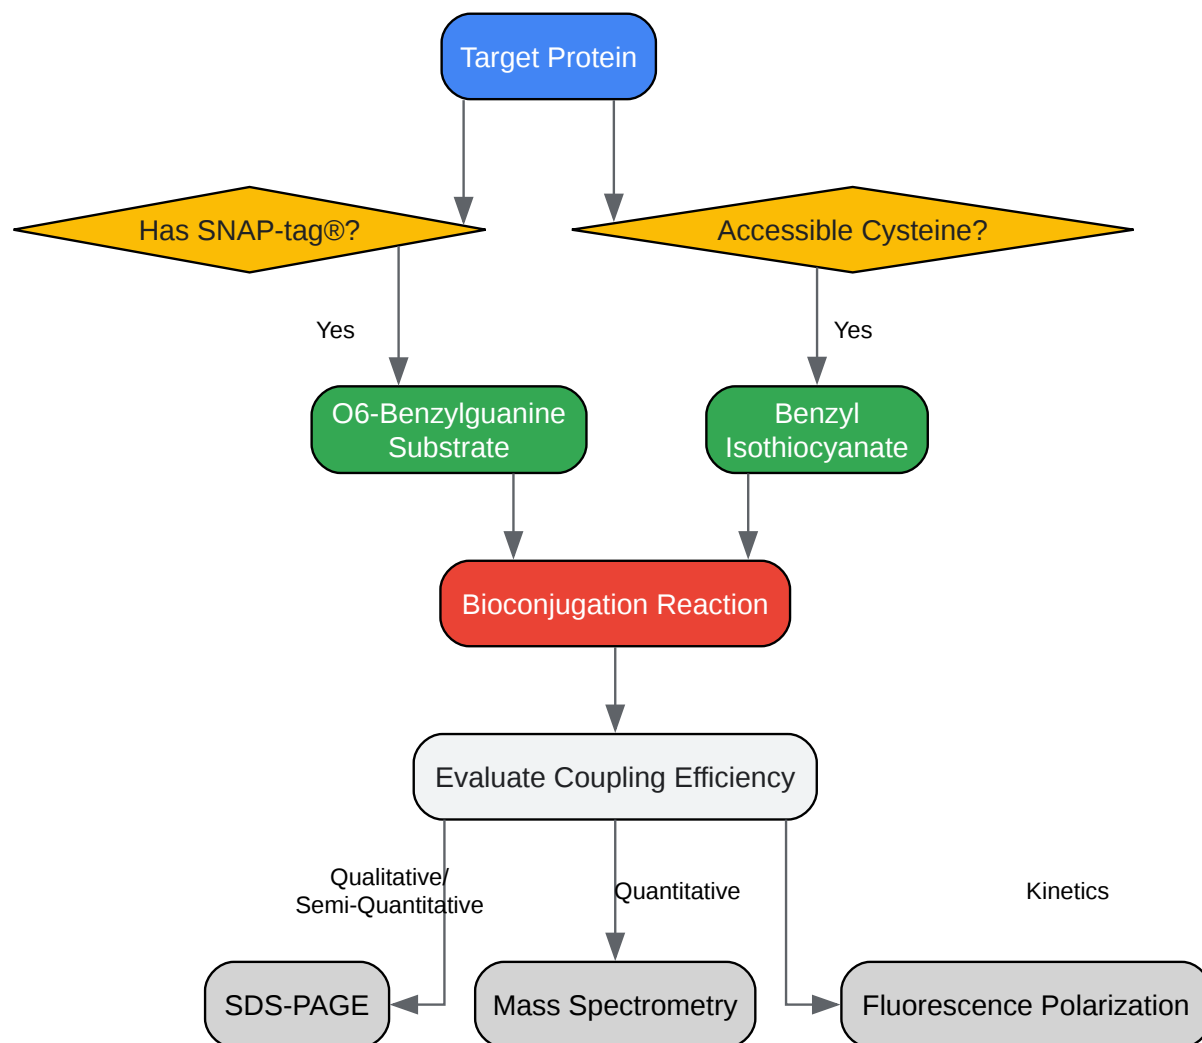 Target Protein
Has SNAP-tag®?
Accessible Cysteine?
Yes
Yes
O6-Benzylguanine
Substrate
Benzyl
Isothiocyanate
Bioconjugation Reaction
Evaluate Coupling Efficiency
Qualitative/
Semi-Quantitative
Quantitative
Kinetics
SDS-PAGE
Mass Spectrometry
Fluorescence Polarization